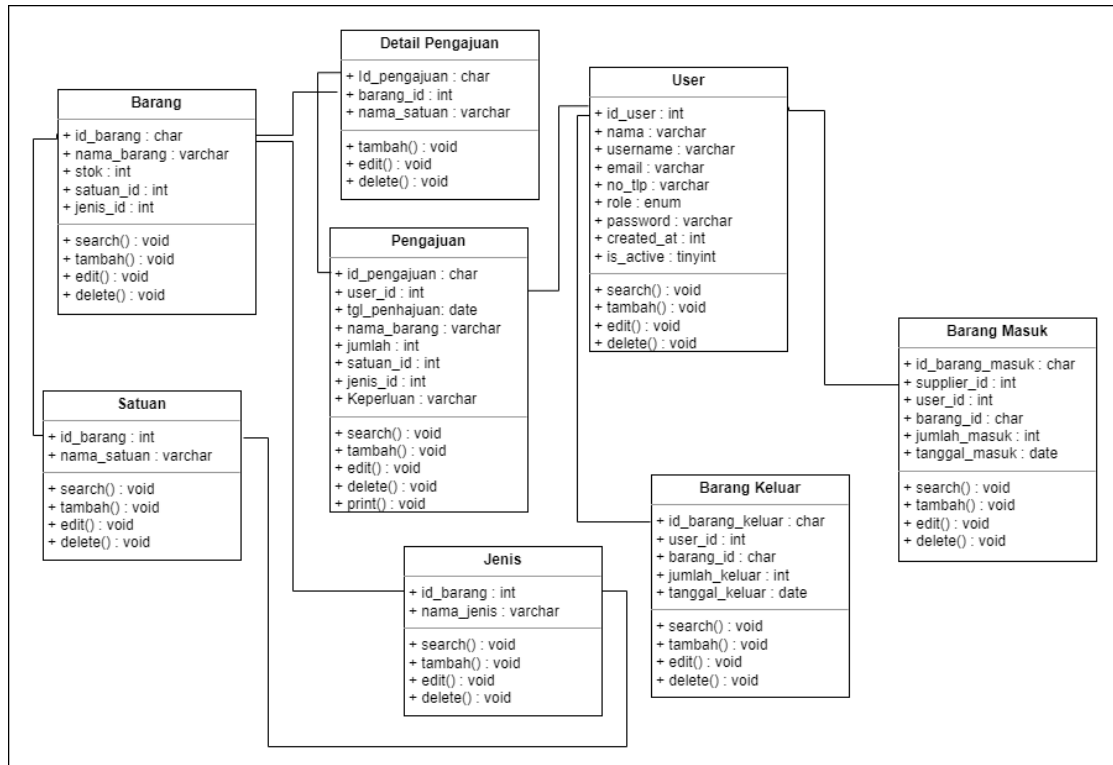 Detail Pengajuan
+ Id_pengajuan : char
+ barang_id : int
+ nama_satuan : varchar
+ tambah() : void
+ edit() : void
+ delete() : void
Barang
+ id_barang : char
+ nama_barang : varchar
+ stok : int
+ satuan_id : int
+ jenis_id : int
+ search() : void
+ tambah() : void
+ edit() : void
+ delete() : void
User
+ id_user : int
+ nama : varchar
+ username : varchar
+ email : varchar
+ no_tlp : varchar
+ role : enum
+ password : varchar
+ created_at : int
+ is_active : tinyint
+ search() : void
+ tambah() : void
+ edit() : void
+ delete() : void
Pengajuan
+ id_pengajuan : char
+ user_id : int
+ tgl_penhajuan: date
+ nama_barang : varchar
+ jumlah : int
+ satuan_id : int
+ jenis_id : int
+ Keperluan : varchar
+ search() : void
+ tambah() : void
+ edit() : void
+ delete() : void
+ print() : void
Barang Masuk
+ id_barang_masuk : char
+ supplier_id : int
+ user_id : int
+ barang_id : char
+ jumlah_masuk : int
+ tanggal_masuk : date
+ search() : void
+ tambah() : void
+ edit() : void
+ delete() : void
Satuan
+ id_barang : int
+ nama_satuan : varchar
+ search() : void
+ tambah() : void
+ edit() : void
+ delete() : void
Barang Keluar
+ id_barang_keluar : char
+ user_id : int
+ barang_id : char
+ jumlah_keluar : int
+ tanggal_keluar : date
+ search() : void
+ tambah() : void
+ edit() : void
+ delete() : void
Jenis
+ id_barang : int
+ nama_jenis : varchar
+ search() : void
+ tambah() : void
+ edit() : void
+ delete() : void